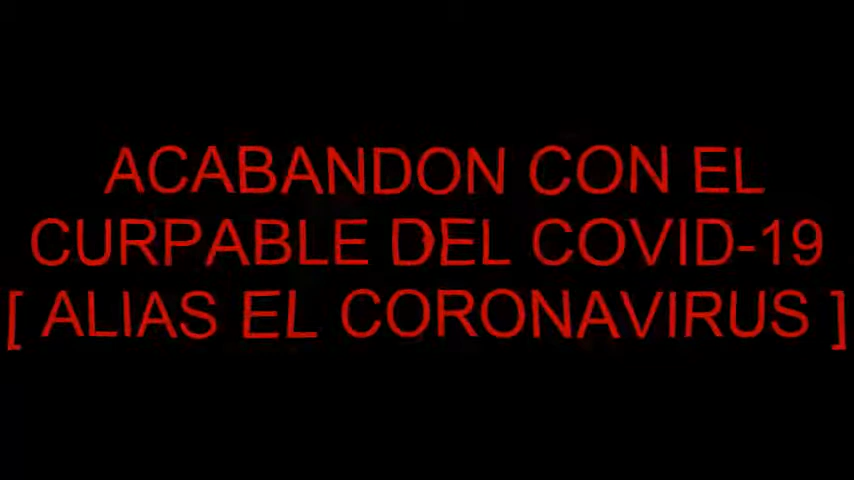 ACABANDON CON EL
CURPABLE DEL COVID-19
[ ALIAS EL CORONAVIRUS ]